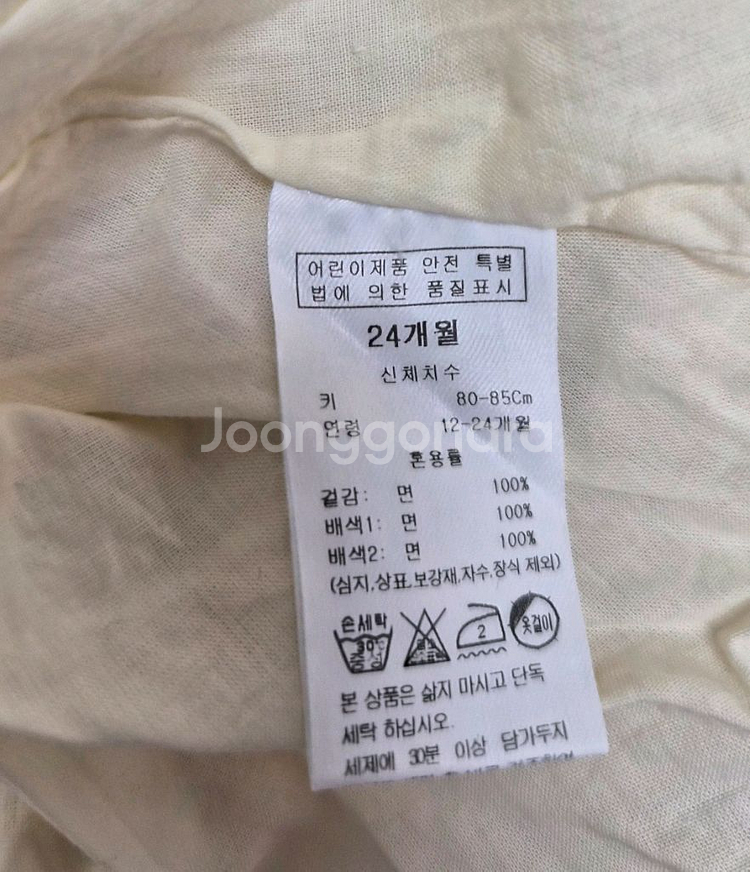 어린이제품 안전 특별
법에 의한 품질표시
24개월
신체치수
키 80-85Cm
연령 12-24개월
Joonggonara
혼용률
겉감: 면 100%
배색1: 면 100%
배색2: 면 100%
(심지,상표,보강재,자수,장식 제외)
손세탁
30℃
중성
2
옷걸이
본 상품은 삶지 마시고 단독
세탁 하십시오.
세제에 30분 이상 담가두지